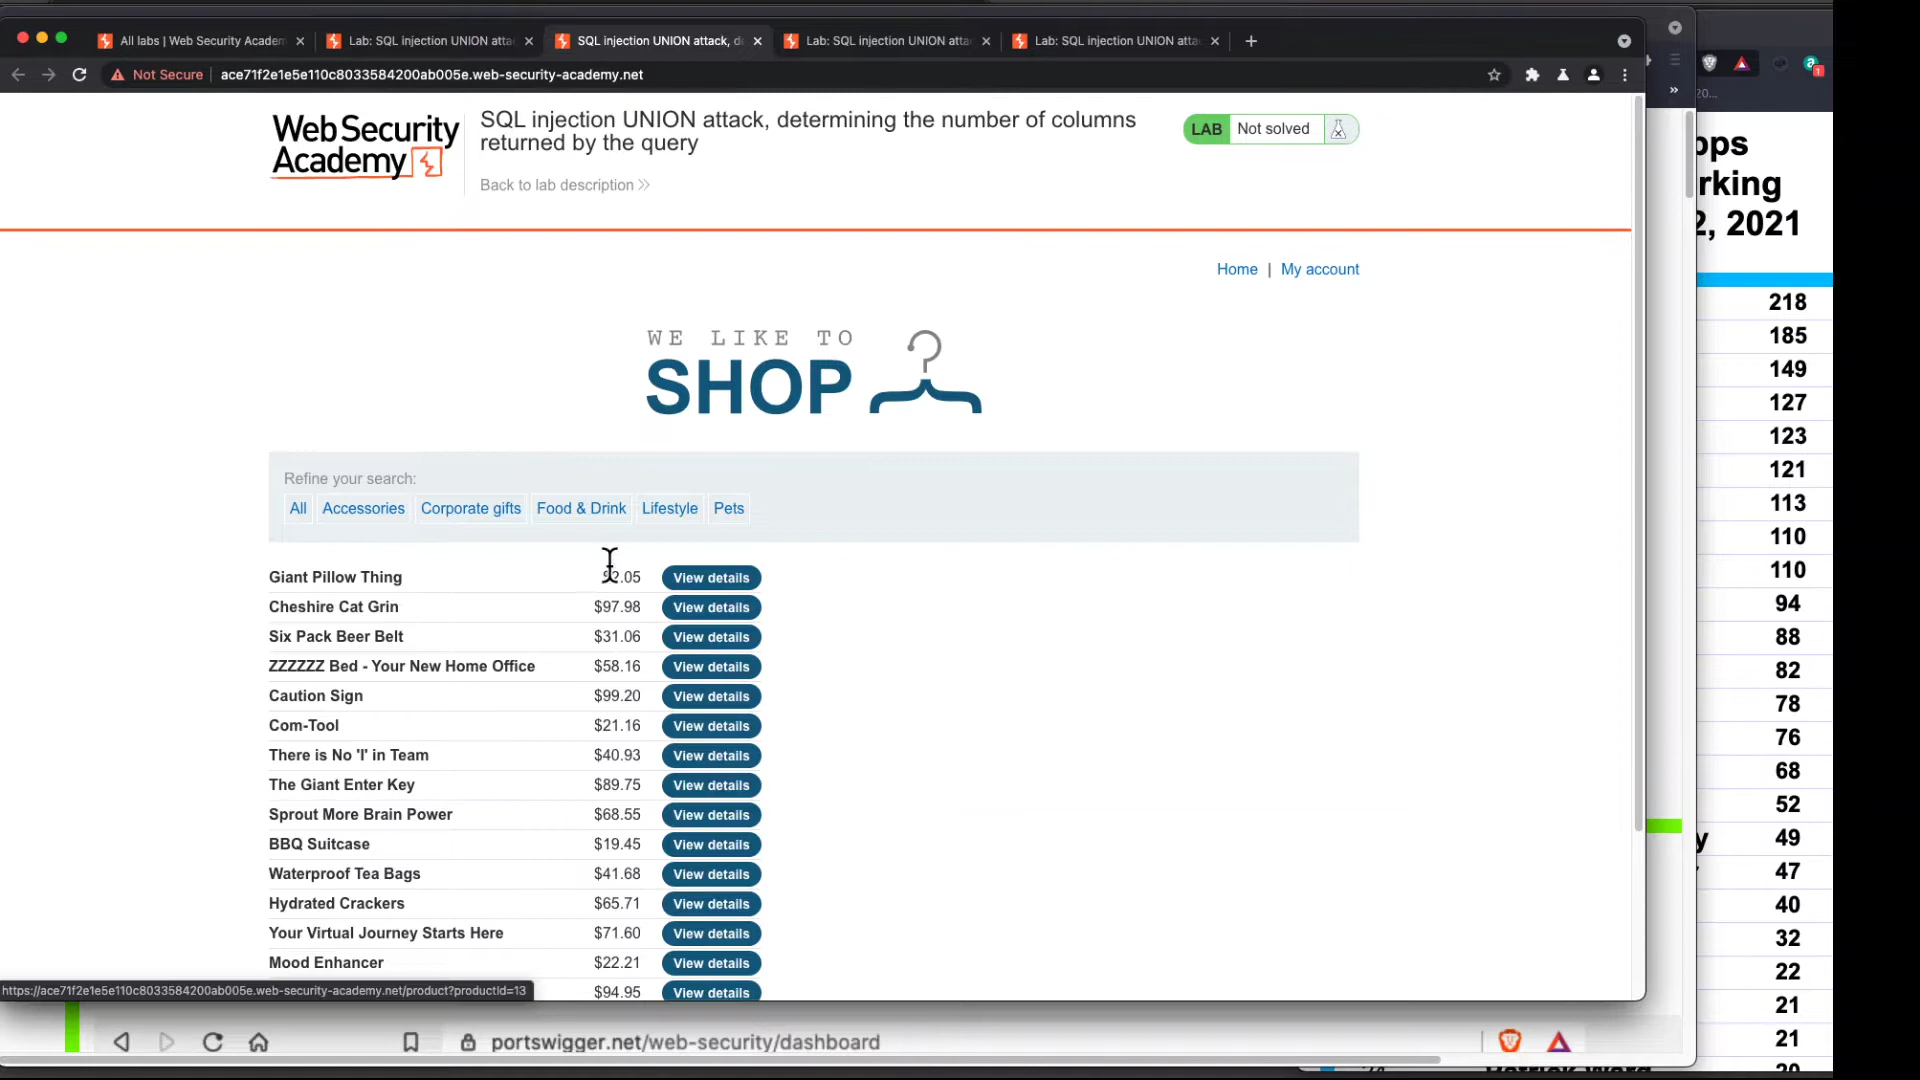 All labs | Web Security Academ
Lab: SQL injection UNION atta
SQL injection UNION attack, d
Lab: SQL injection UNION atta
Lab: SQL injection UNION atta
Not Secure
ace71f2e1e5e110c8033584200ab005e.web-security-academy.net
1
20...
Web Security
Academy
SQL injection UNION attack, determining the number of columns
returned by the query
Back to lab description
LAB
Not solved
Home | My account
WE LIKE TO
SHOP
Refine your search:
All
Accessories
Corporate gifts
Food & Drink
Lifestyle
Pets
Giant Pillow Thing
2.05
View details
Cheshire Cat Grin
$97.98
View details
Six Pack Beer Belt
$31.06
View details
ZZZZZZ Bed - Your New Home Office
$58.16
View details
Caution Sign
$99.20
View details
Com-Tool
$21.16
View details
There is No 'I' in Team
$40.93
View details
The Giant Enter Key
$89.75
View details
Sprout More Brain Power
$68.55
View details
BBQ Suitcase
$19.45
View details
Waterproof Tea Bags
$41.68
View details
Hydrated Crackers
$65.71
View details
Your Virtual Journey Starts Here
$71.60
View details
Mood Enhancer
$22.21
View details
$94.95
View details
https://ace71f2e1e5e110c8033584200ab005e.web-security-academy.net/product?productId=13
portswigger.net/web-security/dashboard
pps
rking
2, 2021
218
185
149
127
123
121
113
110
110
94
88
82
78
76
68
52
y
49
47
40
32
22
21
21
20